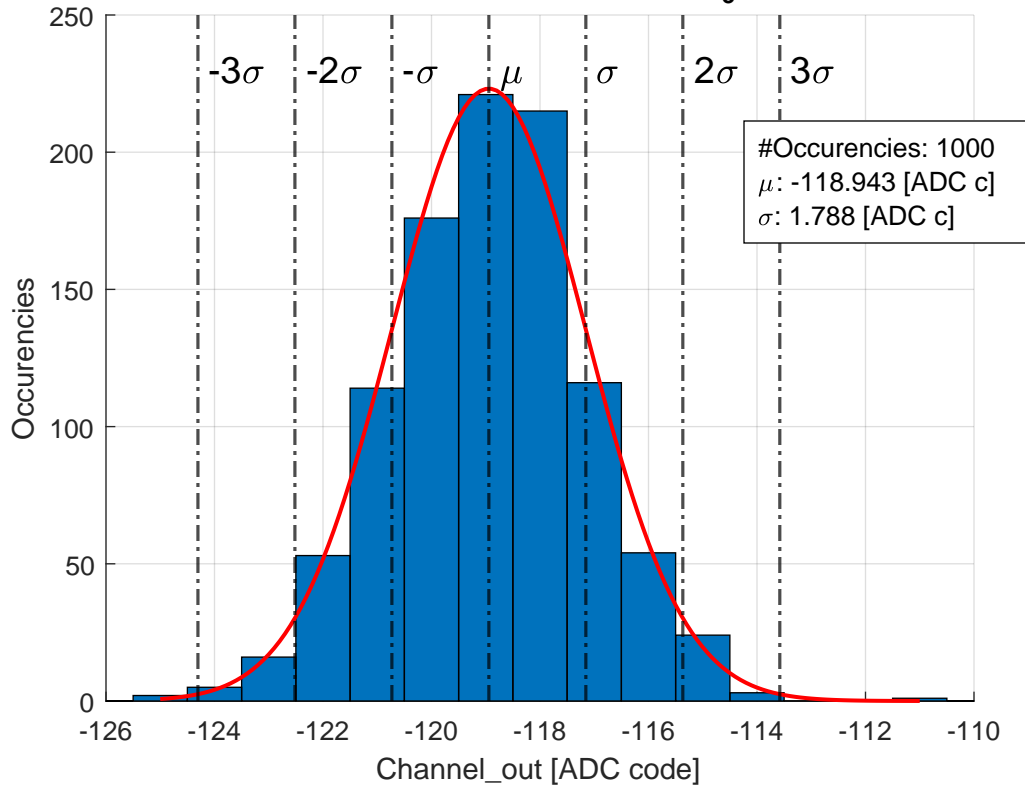 250
200
150
100
50
0
-3σ -2σ -σ μ σ 2σ 3σ
#Occurencies: 1000
μ: -118.943 [ADC c]
σ: 1.788 [ADC c]
Occurencies
-126 -124 -122 -120 -118 -116 -114 -112 -110
Channel_out [ADC code]